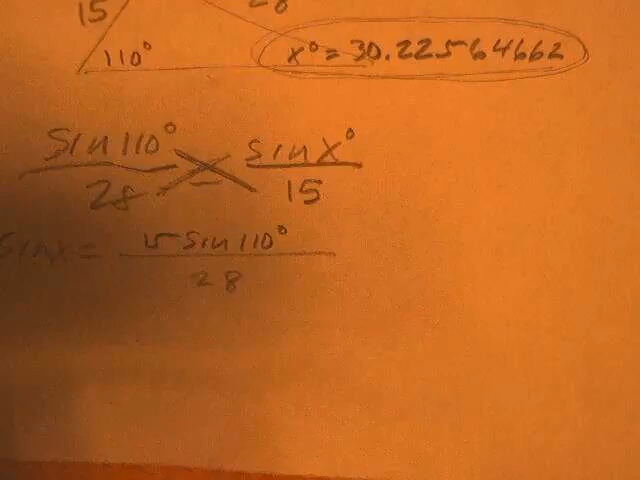 15 28
110° x° = 30.22564662
Sin 110° sin x°
28 = 15
sin x = 15 sin 110°
28